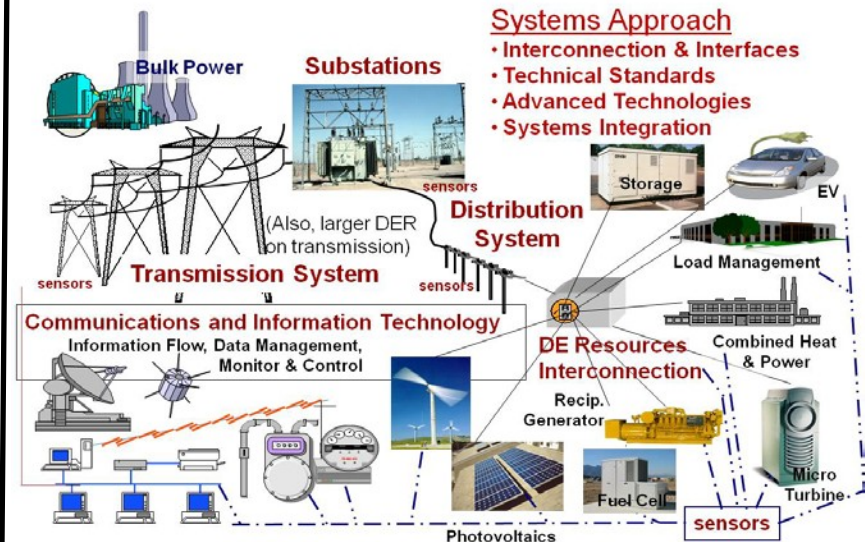 Systems Approach
• Interconnection & Interfaces
• Technical Standards
• Advanced Technologies
• Systems Integration
Bulk Power
Substations
sensors
Storage
EV
(Also, larger DER
on transmission)
Distribution
System
Load Management
sensors
Transmission System
sensors
Communications and Information Technology
Information Flow, Data Management,
Monitor & Control
DE Resources
Interconnection
Combined Heat
& Power
Recip.
Generator
Micro
Turbine
Fuel Cell
sensors
Photovoltaics